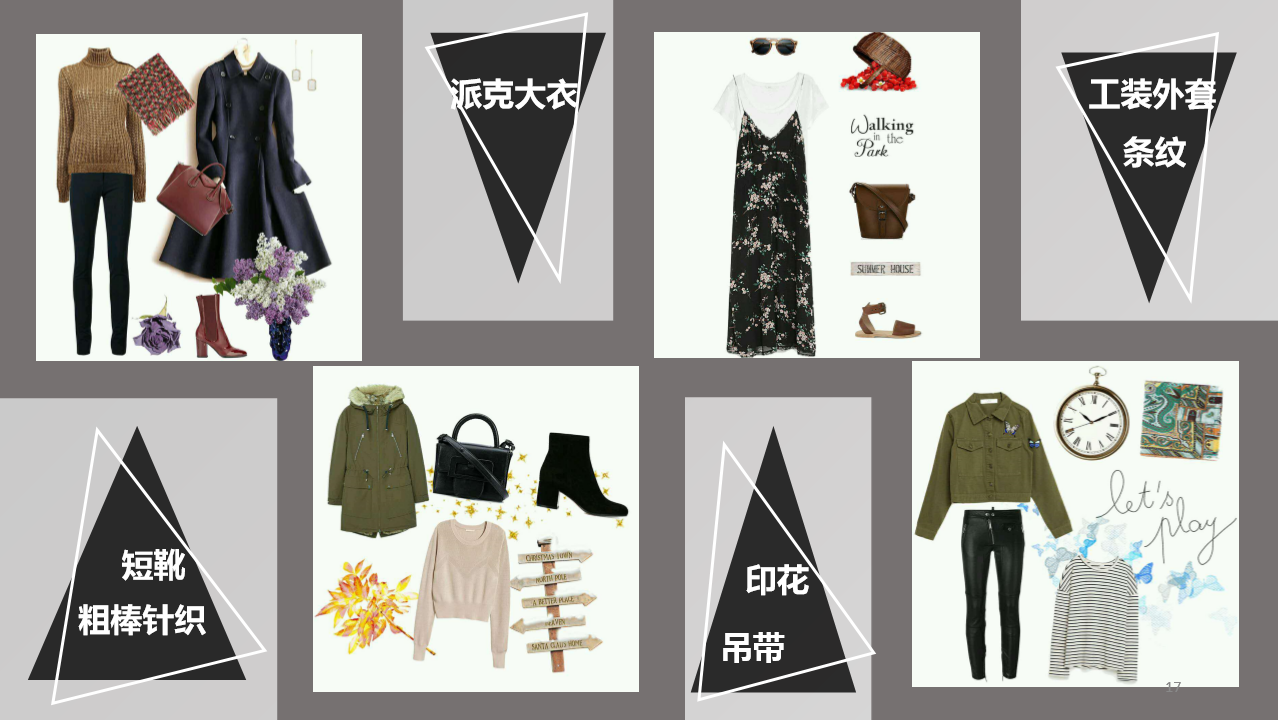 派克大衣
工装外套
条纹
Walking
in the
Park
SUMMER HOUSE
短靴
粗棒针织
CHRISTMAS TOWN
NORTH POLE
A BETTER PLACE
HEAVEN
SANTA CLAUS HOME
印花
吊带
let's
play
17